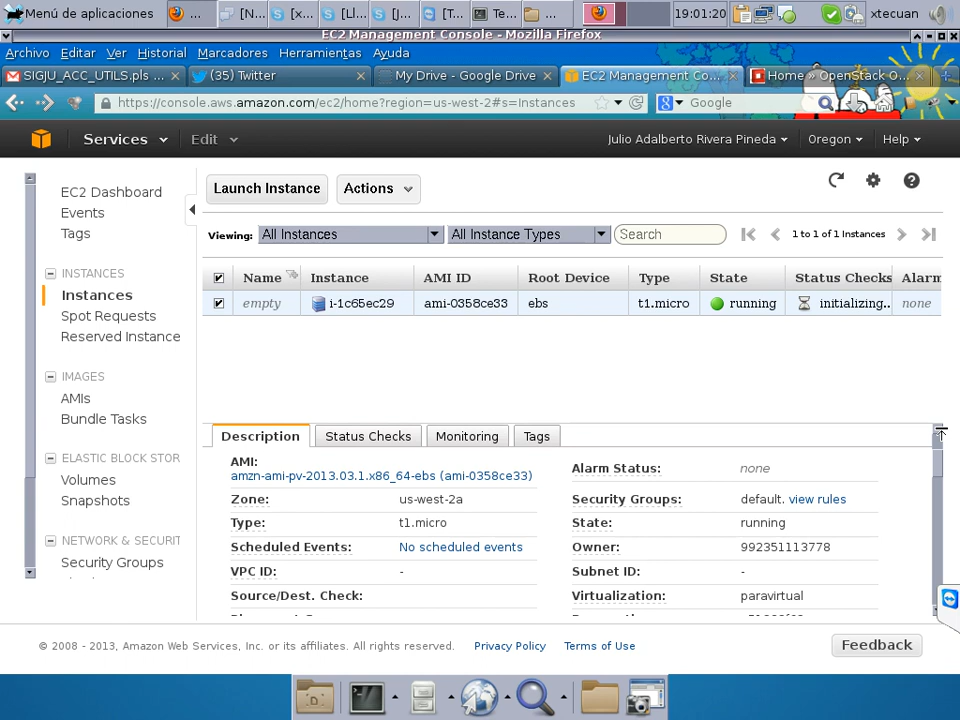 Menú de aplicaciones
...
[N...
[x...
[Ll...
[J...
[T...
Te...
...
19:01:20
xtecuan
EC2 Management Console - Mozilla Firefox
Archivo Editar Ver Historial Marcadores Herramientas Ayuda
SIGJU_ACC_UTILS.pls ...
(35) Twitter
My Drive - Google Drive
EC2 Management Co...
Home » OpenStack O...
https://console.aws.amazon.com/ec2/home?region=us-west-2#s=Instances
Google
Services Edit
Julio Adalberto Rivera Pineda Oregon Help
EC2 Dashboard
Events
Tags
INSTANCES
Instances
Spot Requests
Reserved Instance
IMAGES
AMIs
Bundle Tasks
ELASTIC BLOCK STOR
Volumes
Snapshots
NETWORK & SECURIT
Security Groups
Launch Instance Actions
Viewing: All Instances All Instance Types Search 1 to 1 of 1 Instances
Name Instance AMI ID Root Device Type State Status Checks Alarm
empty i-1c65ec29 ami-0358ce33 ebs t1.micro running initializing.. none
Description Status Checks Monitoring Tags
AMI:
amzn-ami-pv-2013.03.1.x86_64-ebs (ami-0358ce33)
Alarm Status: none
Zone: us-west-2a
Security Groups: default. view rules
Type: t1.micro
State: running
Scheduled Events: No scheduled events
Owner: 992351113778
VPC ID: -
Subnet ID: -
Source/Dest. Check:
Virtualization: paravirtual
© 2008 - 2013, Amazon Web Services, Inc. or its affiliates. All rights reserved. Privacy Policy Terms of Use
Feedback